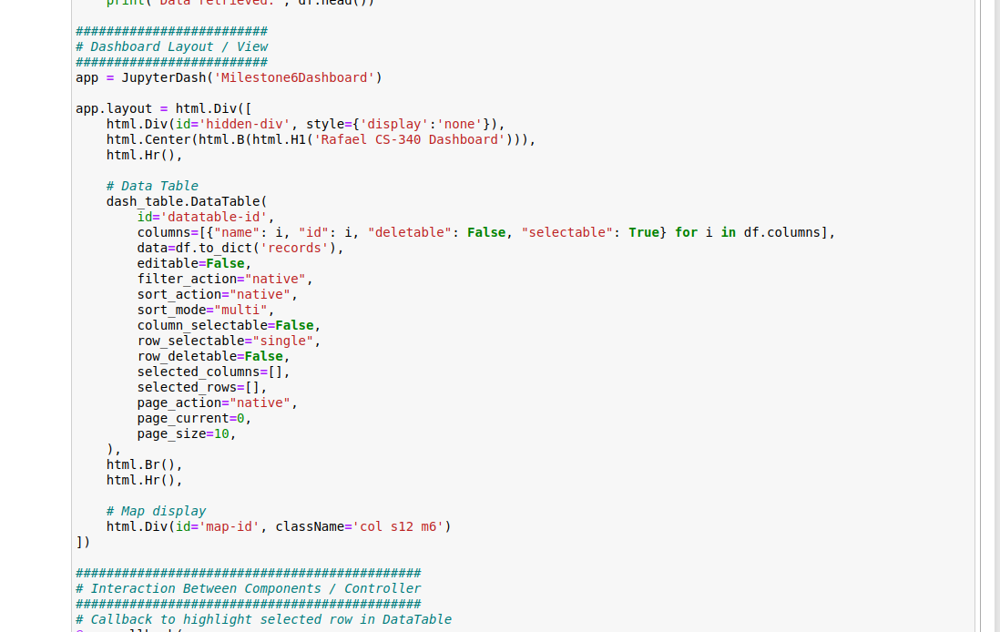 print("Data retrieved:", df.head())

#########################
# Dashboard Layout / View
#########################
app = JupyterDash('Milestone6Dashboard')

app.layout = html.Div([
    html.Div(id='hidden-div', style={'display':'none'}),
    html.Center(html.B(html.H1('Rafael CS-340 Dashboard'))),
    html.Hr(),

    # Data Table
    dash_table.DataTable(
        id='datatable-id',
        columns=[{"name": i, "id": i, "deletable": False, "selectable": True} for i in df.columns],
        data=df.to_dict('records'),
        editable=False,
        filter_action="native",
        sort_action="native",
        sort_mode="multi",
        column_selectable=False,
        row_selectable="single",
        row_deletable=False,
        selected_columns=[],
        selected_rows=[],
        page_action="native",
        page_current=0,
        page_size=10,
    ),
    html.Br(),
    html.Hr(),

    # Map display
    html.Div(id='map-id', className='col s12 m6')
])

#############################################
# Interaction Between Components / Controller
#############################################
# Callback to highlight selected row in DataTable